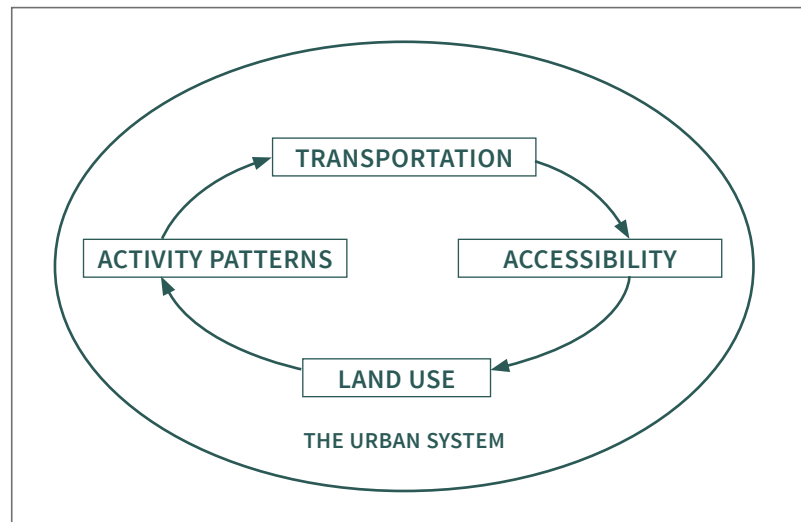 TRANSPORTATION
ACTIVITY PATTERNS
ACCESSIBILITY
LAND USE
THE URBAN SYSTEM